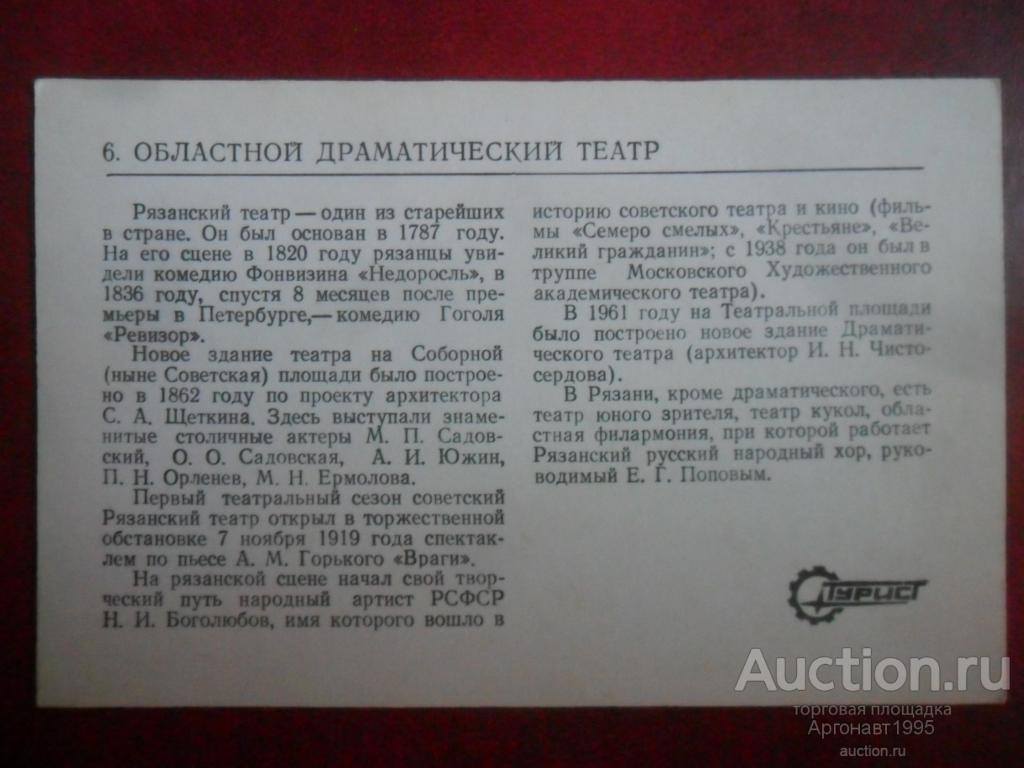 6. ОБЛАСТНОЙ ДРАМАТИЧЕСКИЙ ТЕАТР
Рязанский театр — один из старейших
в стране. Он был основан в 1787 году.
На его сцене в 1820 году рязанцы уви-
дели комедию Фонвизина «Недоросль», в
1836 году, спустя 8 месяцев после пре-
мьеры в Петербурге,— комедию Гоголя
«Ревизор».
Новое здание театра на Соборной
(ныне Советская) площади было построе-
но в 1862 году по проекту архитектора
С. А. Щеткина. Здесь выступали знаме-
нитые столичные актеры М. П. Садов-
ский, О. О. Садовская, А. И. Южин,
П. Н. Орленев, М. Н. Ермолова.
Первый театральный сезон советский
Рязанский театр открыл в торжественной
обстановке 7 ноября 1919 года спектак-
лем по пьесе А. М. Горького «Враги».
На рязанской сцене начал свой твор-
ческий путь народный артист РСФСР
Н. И. Боголюбов, имя которого вошло в
историю советского театра и кино (филь-
мы «Семеро смелых», «Крестьяне», «Ве-
ликий гражданин»; с 1938 года он был в
труппе Московского Художественного
академического театра).
В 1961 году на Театральной площади
было построено новое здание Драмати-
ческого театра (архитектор И. Н. Чисто-
сердова).
В Рязани, кроме драматического, есть
театр юного зрителя, театр кукол, обла-
стная филармония, при которой работает
Рязанский русский народный хор, руко-
водимый Е. Г. Поповым.
ТУРИСТ
Auction.ru
торговая площадка
Аргонавт1995
auction.ru